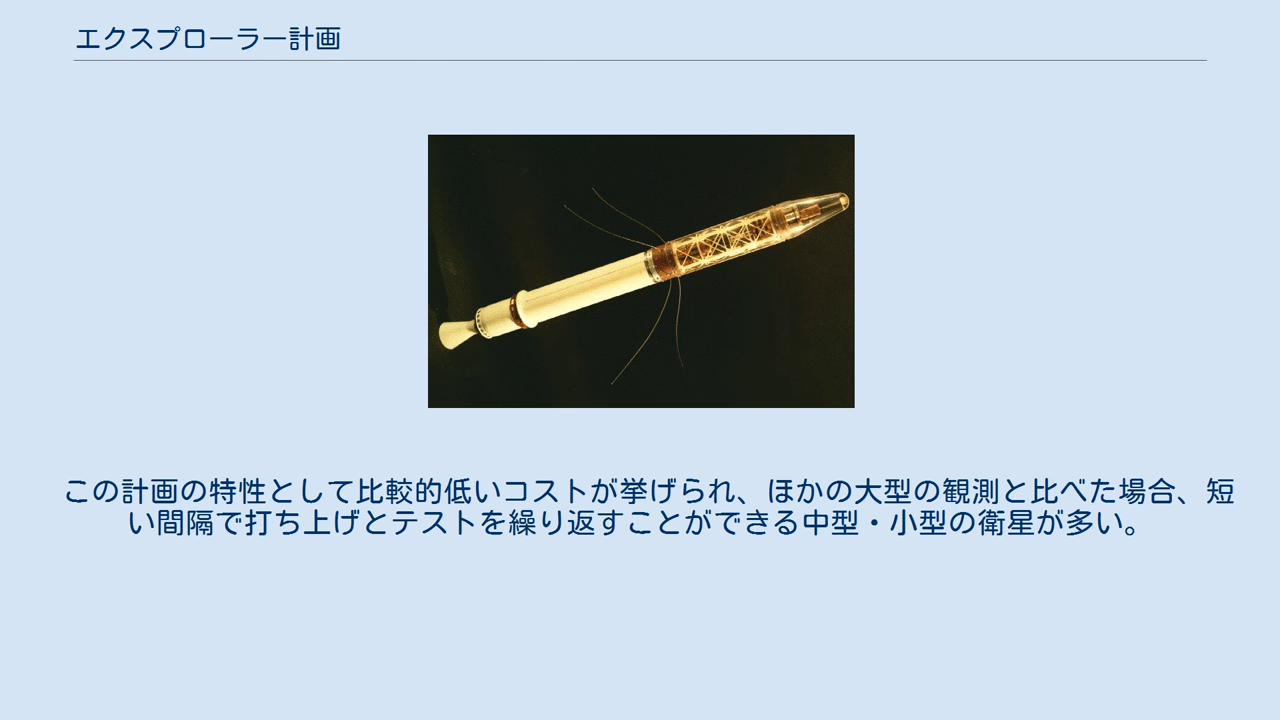 エクスプローラー計画
この計画の特性として比較的低いコストが挙げられ、ほかの大型の観測と比べた場合、短
い間隔で打ち上げとテストを繰り返すことができる中型・小型の衛星が多い。